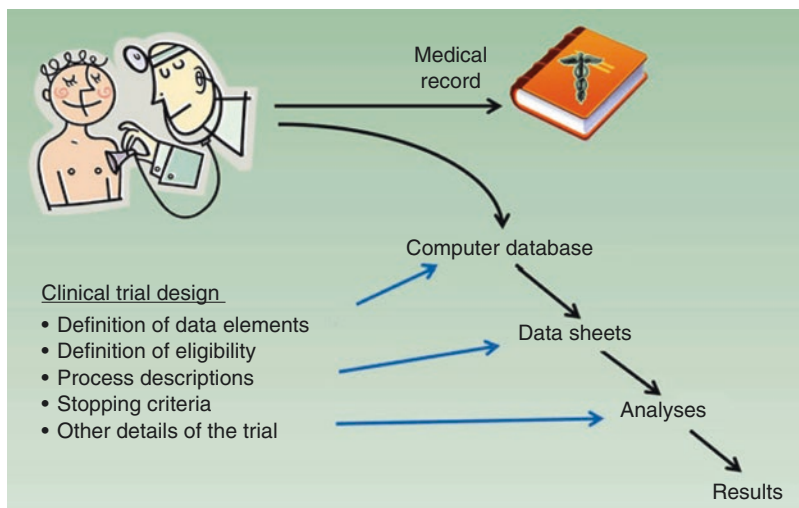 Medical
record
Computer database
Clinical trial design
• Definition of data elements
• Definition of eligibility
• Process descriptions
• Stopping criteria
• Other details of the trial
Data sheets
Analyses
Results